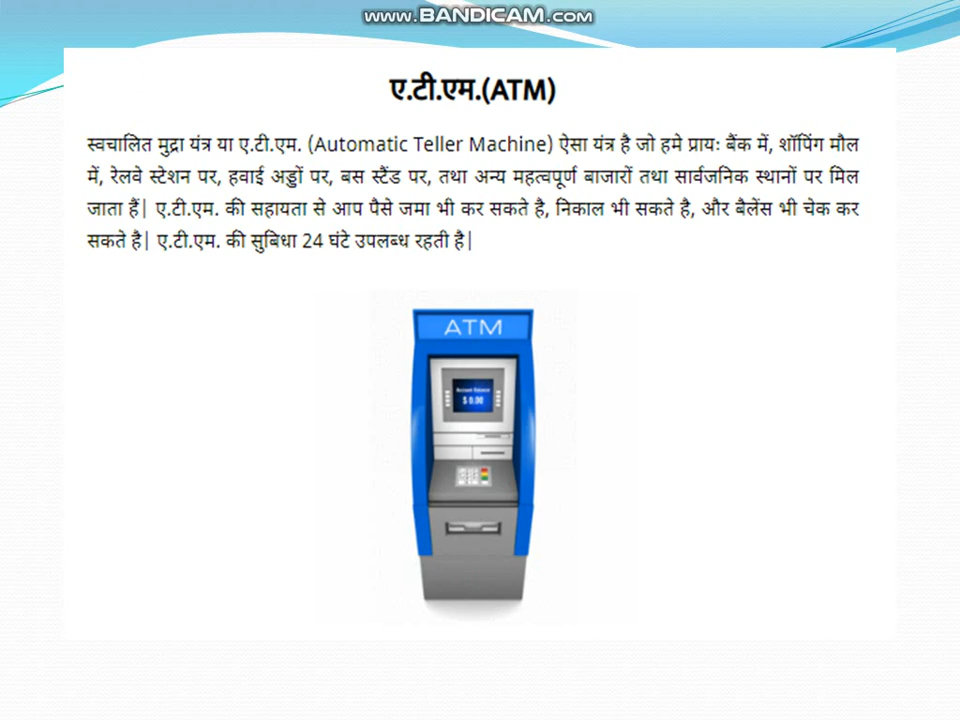 www.BANDICAM.com
ए.टी.एम.(ATM)
स्वचालित मुद्रा यंत्र या ए.टी.एम. (Automatic Teller Machine) ऐसा यंत्र है जो हमे प्रायः बैंक में, शॉपिंग मौल
में, रेलवे स्टेशन पर, हवाई अड्डों पर, बस स्टैंड पर, तथा अन्य महत्वपूर्ण बाजारों तथा सार्वजनिक स्थानों पर मिल
जाता हैं| ए.टी.एम. की सहायता से आप पैसे जमा भी कर सकते है, निकाल भी सकते है, और बैलेंस भी चेक कर
सकते है| ए.टी.एम. की सुबिधा 24 घंटे उपलब्ध रहती है|
ATM
Account Balance
$ 0.00